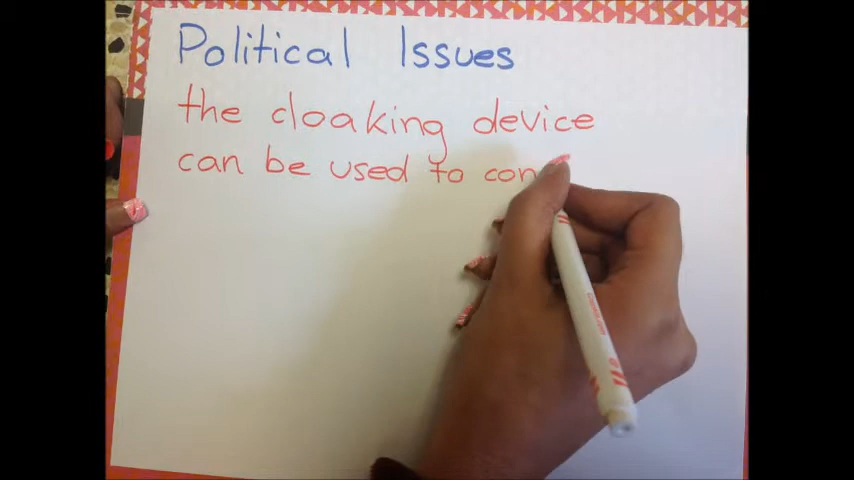 Political Issues
the cloaking device
can be used to con